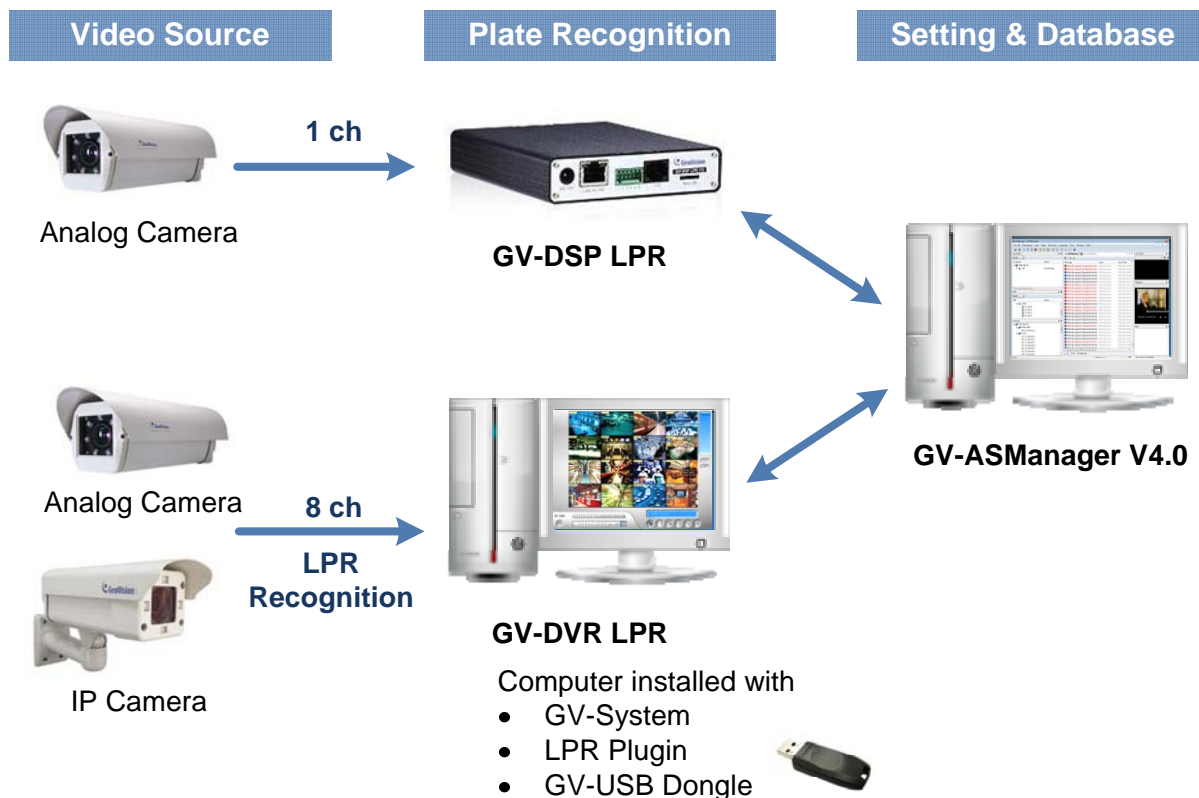 Video Source
Plate Recognition
Setting & Database
1 ch
Analog Camera
GeoVision
GV-DSP LPR
GV-ASManager V4.0
Analog Camera
8 ch
LPR
Recognition
GeoVision
IP Camera
GV-DVR LPR
Computer installed with
• GV-System
• LPR Plugin
• GV-USB Dongle